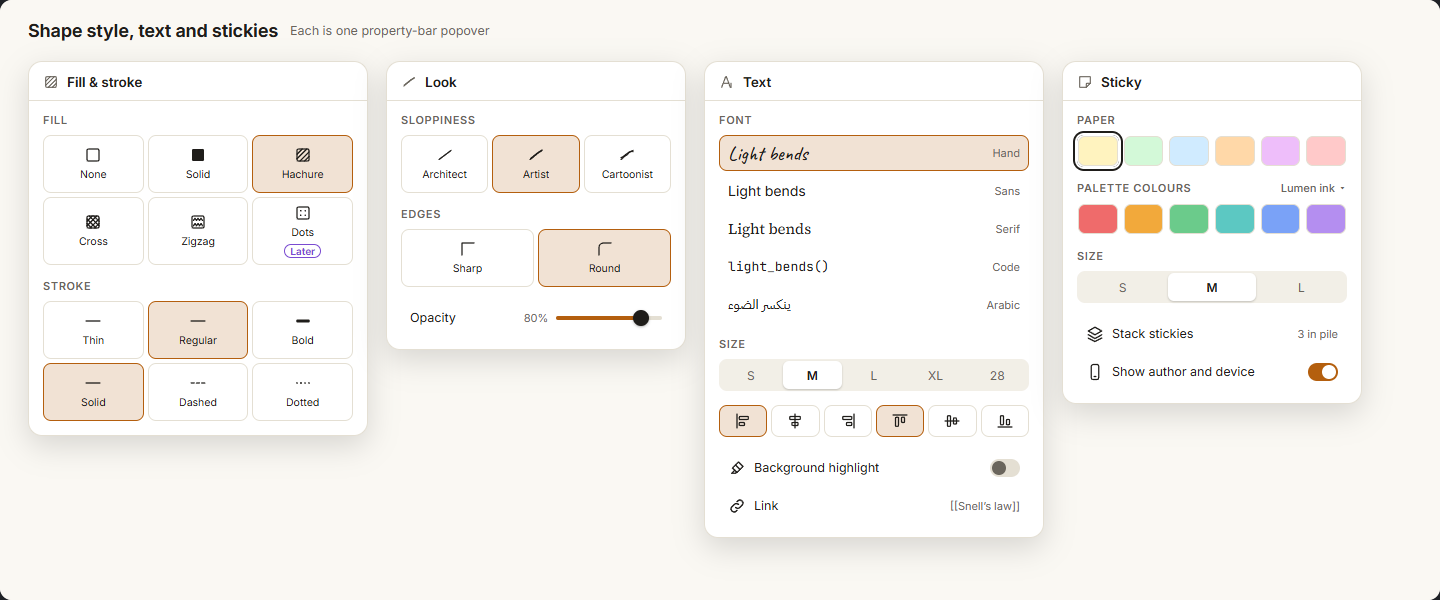 Shape style, text and stickies Each is one property-bar popover
Fill & stroke
FILL
None Solid Hachure
Cross Zigzag Dots
Later
STROKE
Thin Regular Bold
Solid Dashed Dotted
Look
SLOPPINESS
Architect Artist Cartoonist
EDGES
Sharp Round
Opacity 80%
Text
FONT
Light bends Hand
Light bends Sans
Light bends Serif
light_bends() Code
ينكسر الضوء Arabic
SIZE
S M L XL 28
Background highlight
Link [[Snell's law]]
Sticky
PAPER
PALETTE COLOURS Lumen ink
SIZE
S M L
Stack stickies 3 in pile
Show author and device